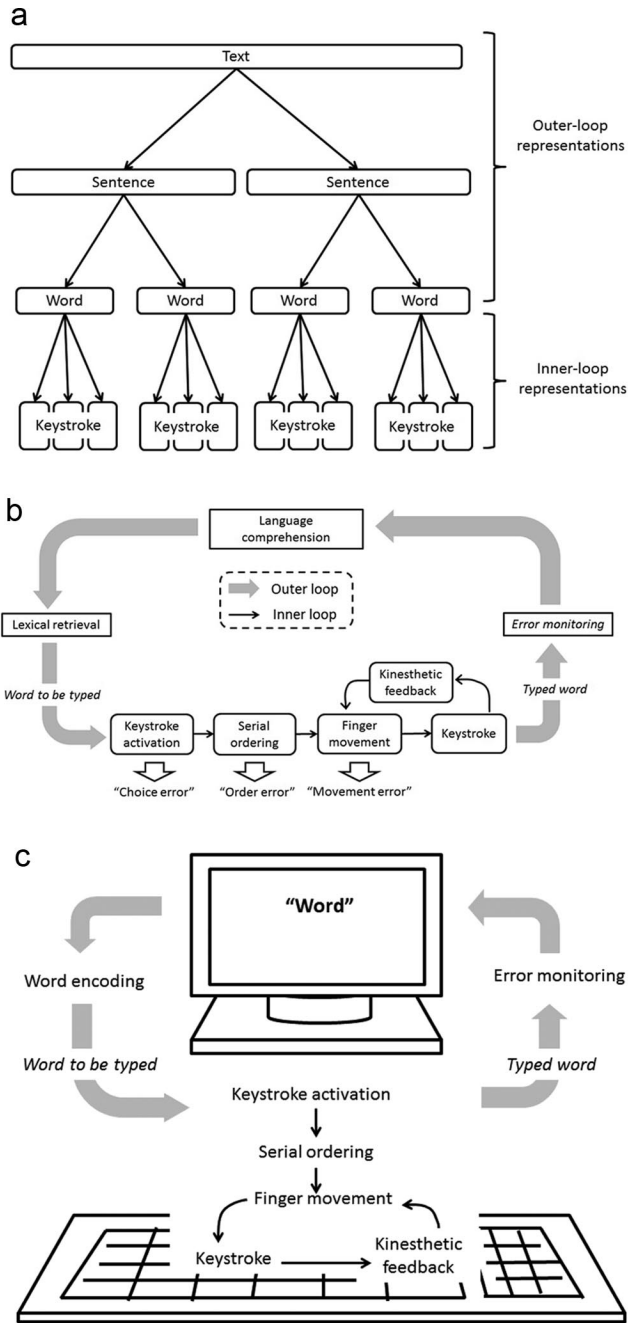 a
Text
Outer-loop
representations
Sentence
Sentence
Word
Word
Word
Word
Inner-loop
representations
Keystroke
Keystroke
Keystroke
Keystroke
b
Language
comprehension
Outer loop
Inner loop
Lexical retrieval
Error monitoring
Word to be typed
Kinesthetic
feedback
Typed word
Keystroke
activation
Serial
ordering
Finger
movement
Keystroke
“Choice error”
“Order error”
“Movement error”
c
“Word”
Word encoding
Error monitoring
Word to be typed
Typed word
Keystroke activation
Serial ordering
Finger movement
Keystroke
Kinesthetic
feedback